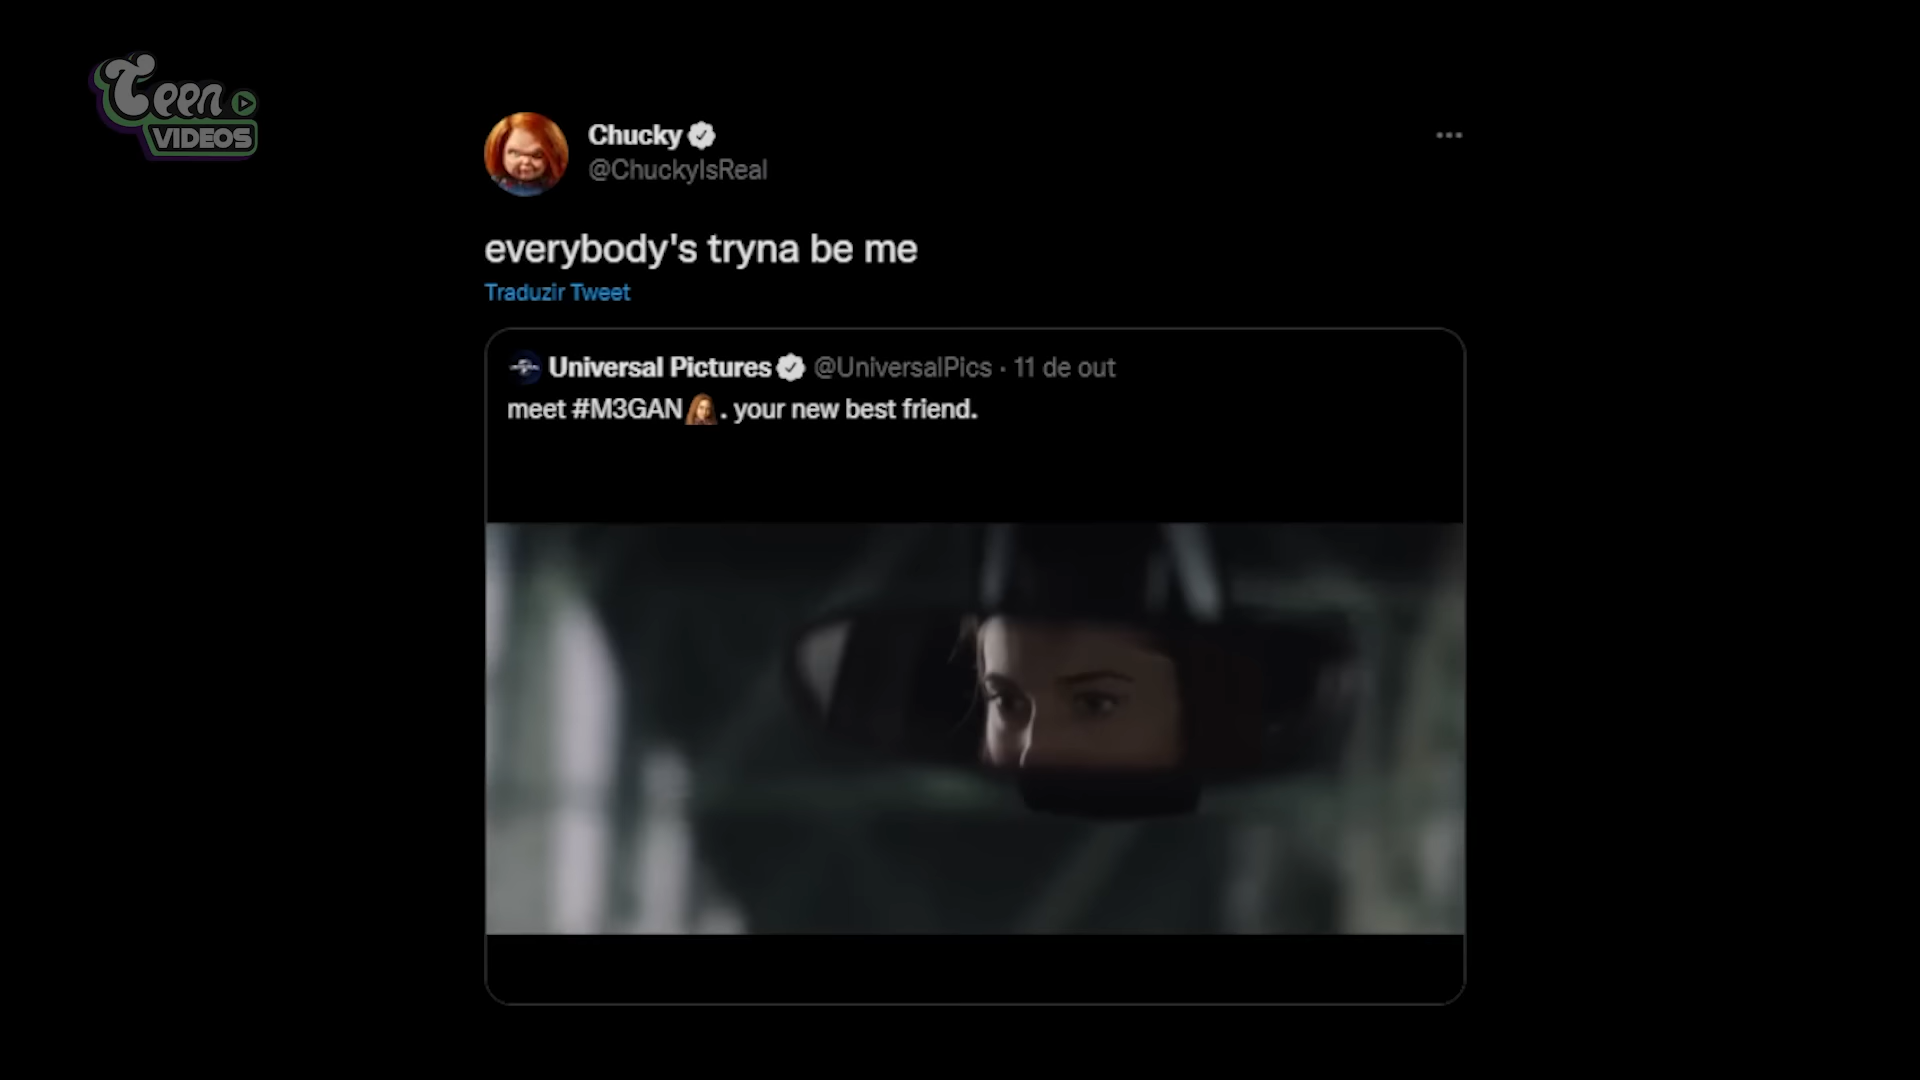 Teen
VIDEOS
Chucky
@ChuckyIsReal
everybody's tryna be me
Traduzir Tweet
Universal Pictures @UniversalPics · 11 de out
meet #M3GAN. your new best friend.